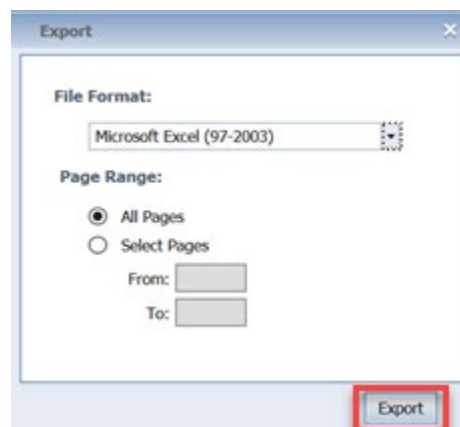 Export
File Format:
Microsoft Excel (97-2003)
Page Range:
All Pages
Select Pages
From:
To:
Export